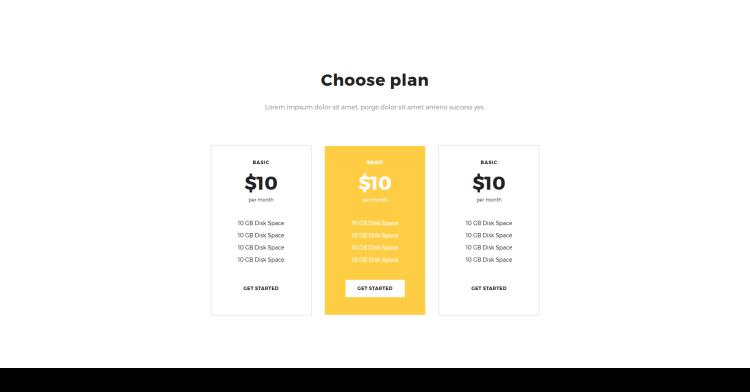 Choose plan
Lorem impsum dolor sit amet, porge dolor sit amet ameno success yes.
BASIC
$10
per month
10 GB Disk Space
10 GB Disk Space
10 GB Disk Space
10 GB Disk Space
GET STARTED
BASIC
$10
per month
10 GB Disk Space
10 GB Disk Space
10 GB Disk Space
10 GB Disk Space
GET STARTED
BASIC
$10
per month
10 GB Disk Space
10 GB Disk Space
10 GB Disk Space
10 GB Disk Space
GET STARTED